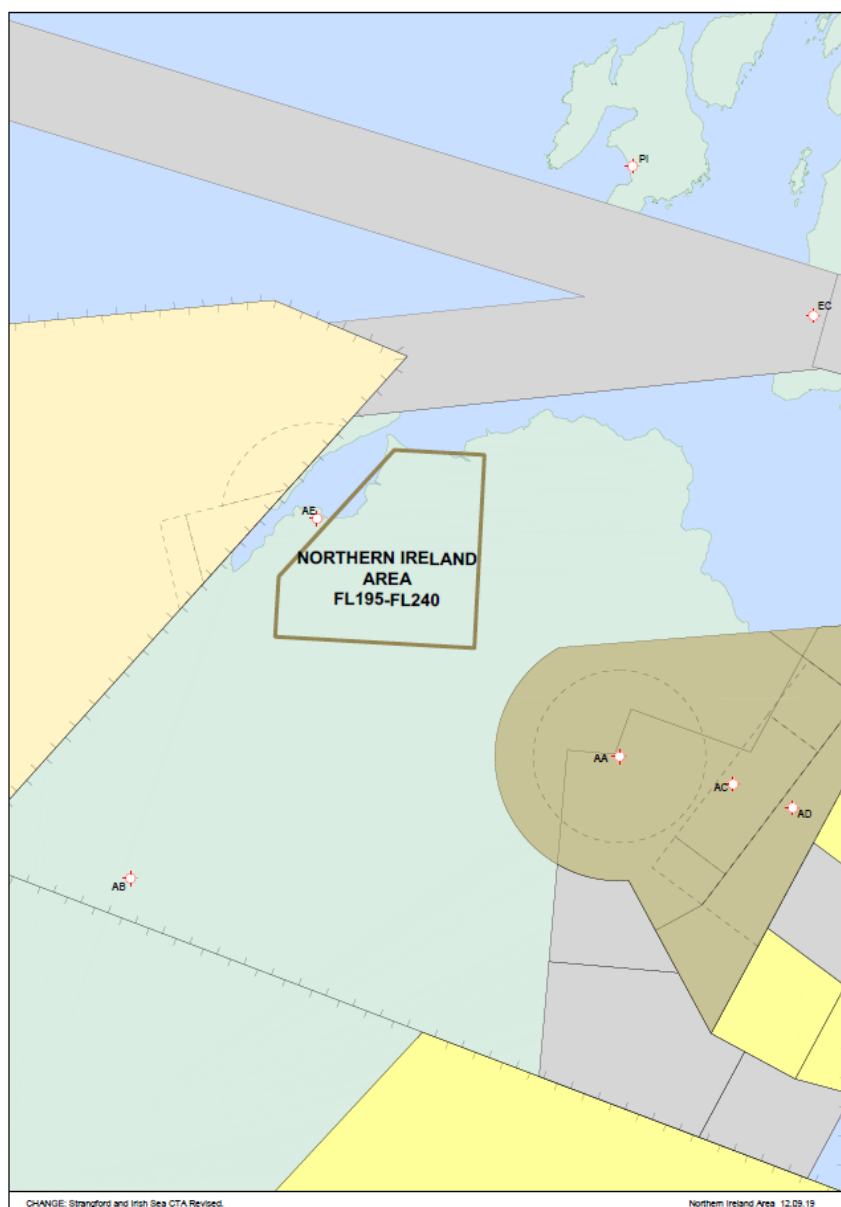 PI
EC
AE
NORTHERN IRELAND
AREA
FL195-FL240
AA
AC
AD
AB
CHANGE: Strangford and Irish Sea CTA Revised.
Northern Ireland Area 12.09.19